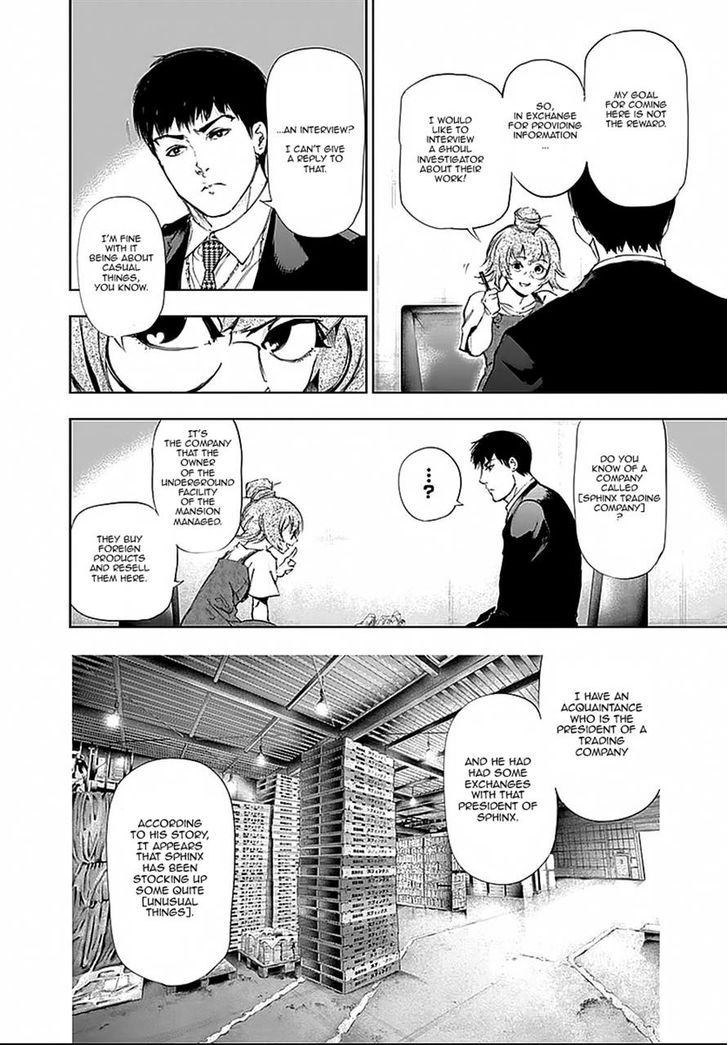 MY GOAL
FOR COMING
HERE IS NOT
THE REWARD.
SO,
IN EXCHANGE
FOR PROVIDING
INFORMATION
...
I WOULD
LIKE TO
INTERVIEW
A GHOUL
INVESTIGATOR
ABOUT THEIR
WORK!
...AN INTERVIEW?
I CAN'T GIVE
A REPLY TO
THAT.
I'M FINE
WITH IT
BEING ABOUT
CASUAL
THINGS,
YOU KNOW.
DO YOU
KNOW OF A
COMPANY
CALLED
[SPHINX TRADING
COMPANY]
?
...?
IT'S
THE COMPANY
THAT THE
OWNER
OF THE
UNDERGROUND
FACILITY
OF THE
MANSION
MANAGED.
THEY BUY
FOREIGN
PRODUCTS
AND RESELL
THEM HERE.
I HAVE AN
ACQUAINTANCE
WHO IS THE
PRESIDENT OF A
TRADING
COMPANY
AND HE HAD
HAD SOME
EXCHANGES
WITH THAT
PRESIDENT OF
SPHINX.
ACCORDING
TO HIS STORY,
IT APPEARS
THAT SPHINX
HAS BEEN
STOCKING UP
SOME QUITE
[UNUSUAL
THINGS].